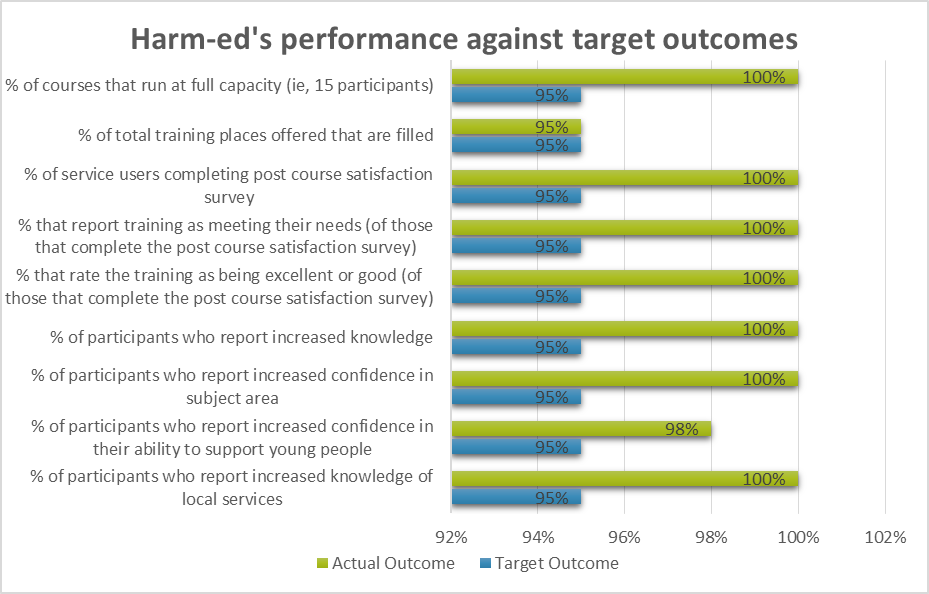 Harm-ed's performance against target outcomes
% of courses that run at full capacity (ie, 15 participants)
100%
95%
% of total training places offered that are filled
95%
95%
% of service users completing post course satisfaction
survey
100%
95%
% that report training as meeting their needs (of those
that complete the post course satisfaction survey)
100%
95%
% that rate the training as being excellent or good (of
those that complete the post course satisfaction survey)
100%
95%
% of participants who report increased knowledge
100%
95%
% of participants who report increased confidence in
subject area
100%
95%
% of participants who report increased confidence in
their ability to support young people
98%
95%
% of participants who report increased knowledge of
local services
100%
95%
92% 94% 96% 98% 100% 102%
Actual Outcome Target Outcome